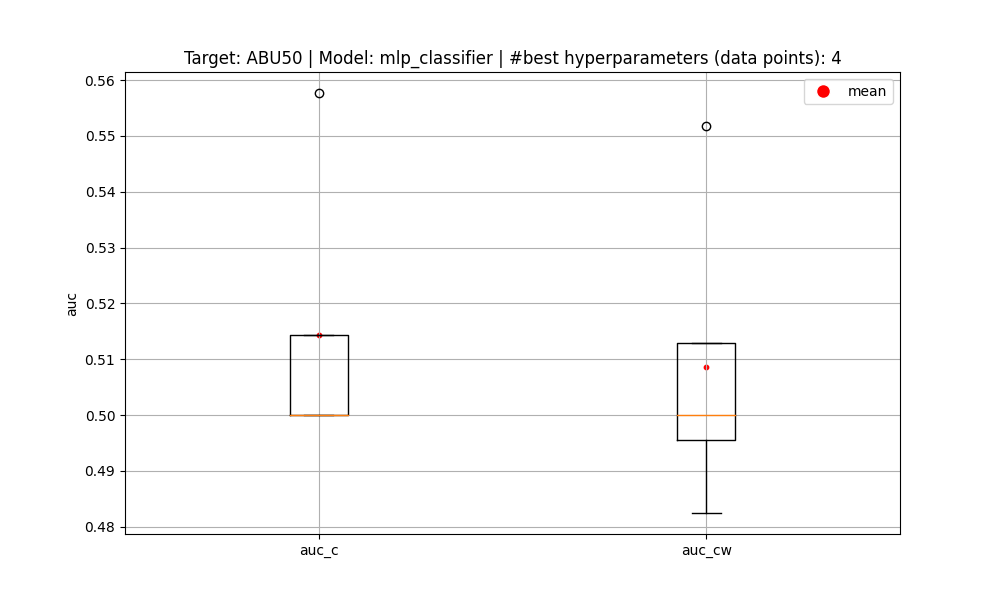 Target: ABU50 | Model: mlp_classifier | #best hyperparameters (data points): 4
mean
0.56
0.55
0.54
0.53
0.52
0.51
0.50
0.49
0.48
auc
auc_c
auc_cw